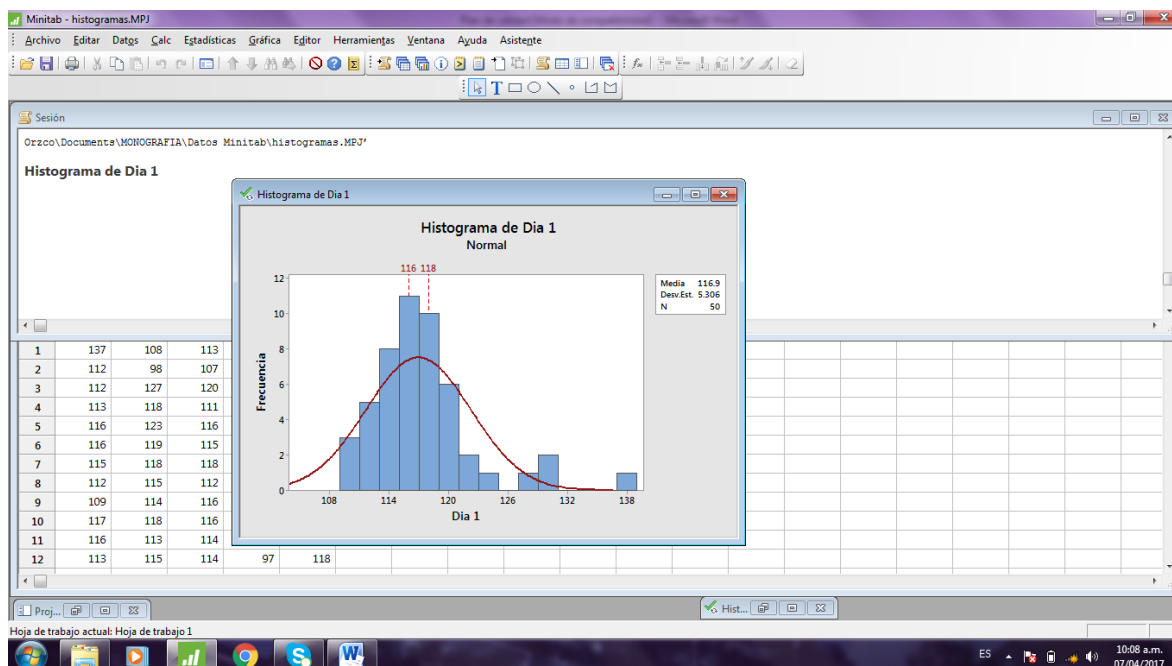 Minitab - histogramas.MPJ
Archivo Editar Datos Calc Estadísticas Gráfica Editor Herramientas Ventana Ayuda Asistente
Sesión
Orzco\Documents\MONOGRAFIA\Datos Minitab\histogramas.MPJ'
Histograma de Dia 1
Histograma de Dia 1
Histograma de Dia 1
Normal
116 118
Media 116.9
Desv.Est. 5.306
N 50
12
10
8
6
4
2
0
Frecuencia
108 114 120 126 132 138
Dia 1
1 137 108 113
2 112 98 107
3 112 127 120
4 113 118 111
5 116 123 116
6 116 119 115
7 115 118 118
8 112 115 112
9 109 114 116
10 117 118 116
11 116 113 114
12 113 115 114 97 118
Proj...
Hist...
Hoja de trabajo actual: Hoja de trabajo 1
ES
10:08 a.m.